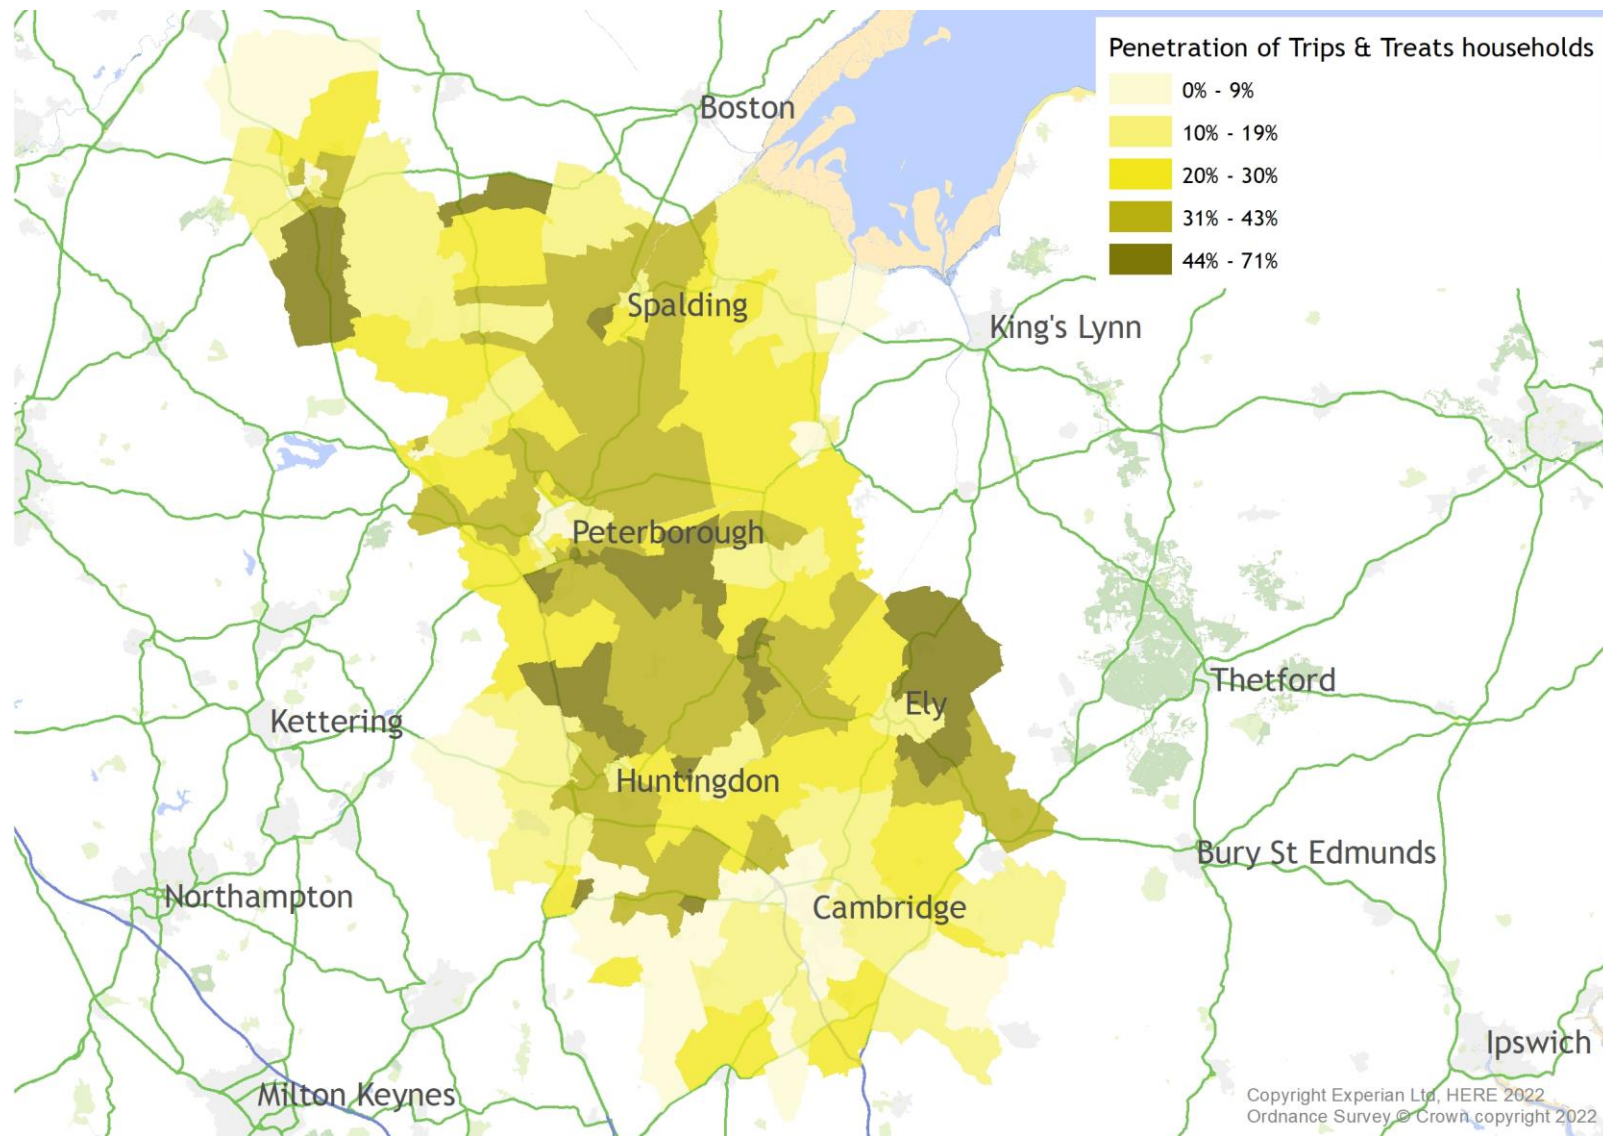 Penetration of Trips & Treats households
0% - 9%
10% - 19%
20% - 30%
31% - 43%
44% - 71%
Boston
Spalding
King's Lynn
Peterborough
Thetford
Ely
Kettering
Huntingdon
Bury St Edmunds
Northampton
Cambridge
Ipswich
Milton Keynes
Copyright Experian Ltd, HERE 2022
Ordnance Survey © Crown copyright 2022